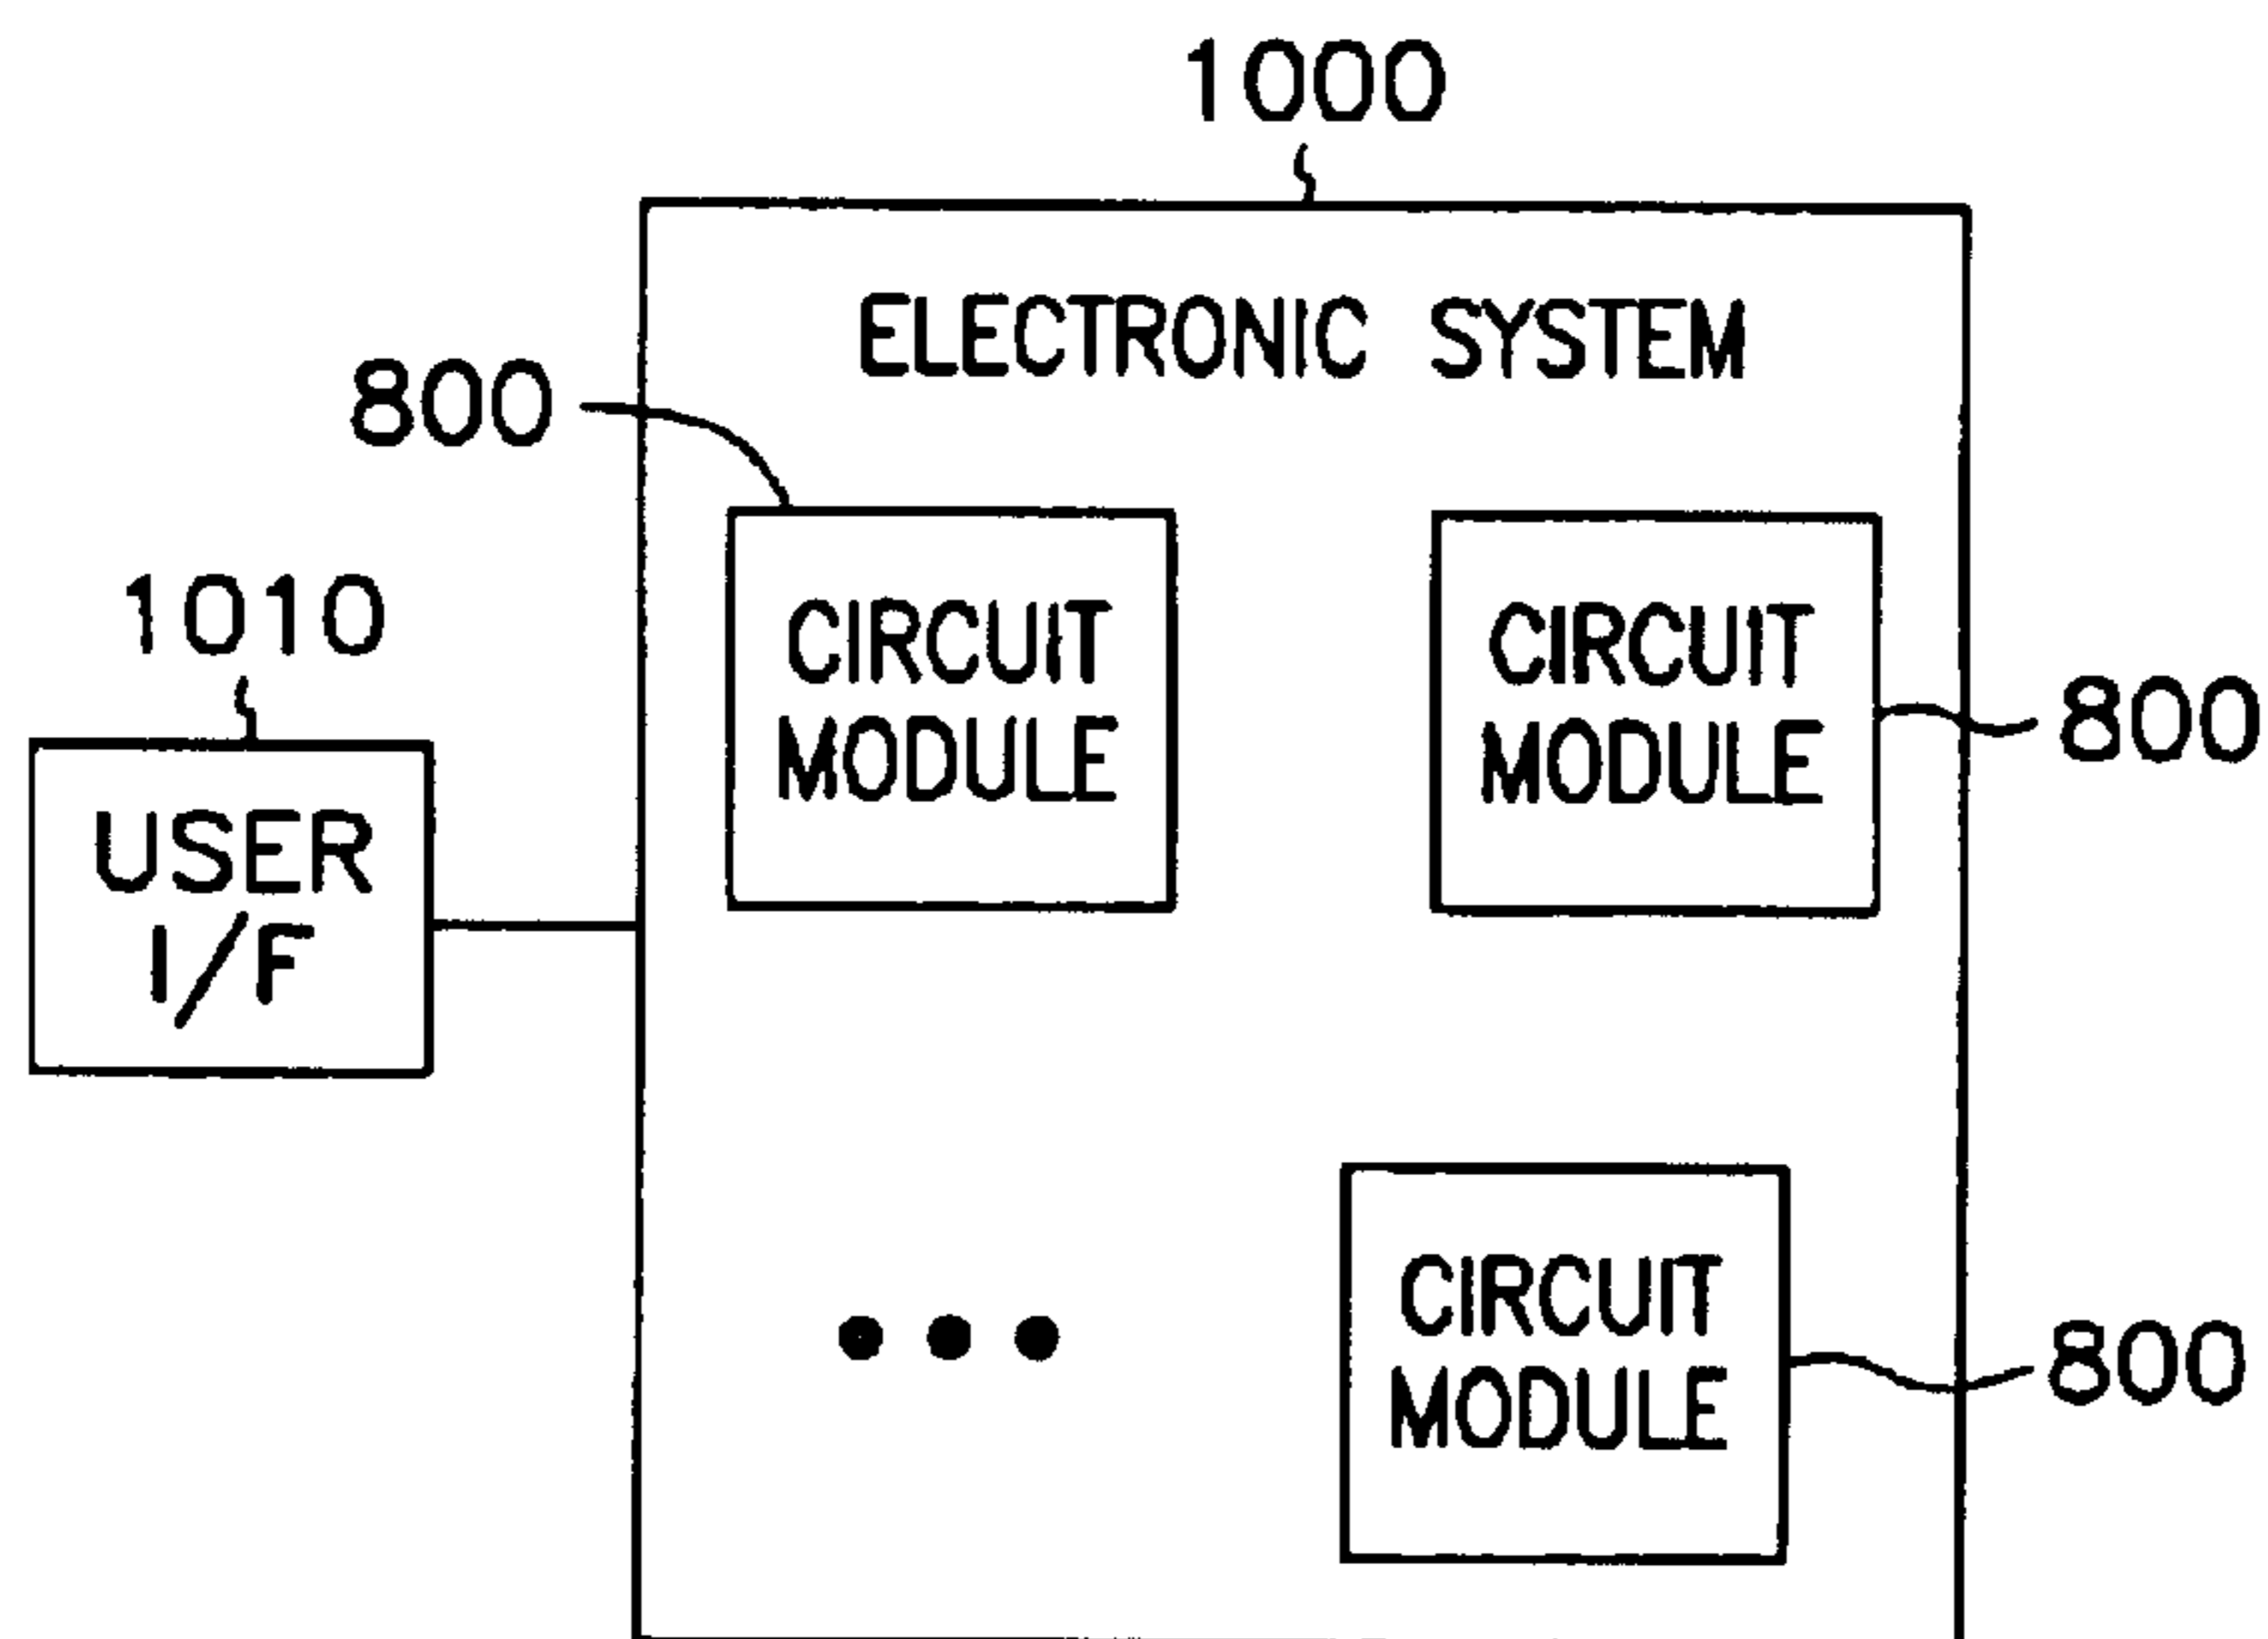 1000
ELECTRONIC SYSTEM
800
CIRCUIT
MODULE
CIRCUIT
MODULE
800
1010
USER
I/F
CIRCUIT
MODULE
800